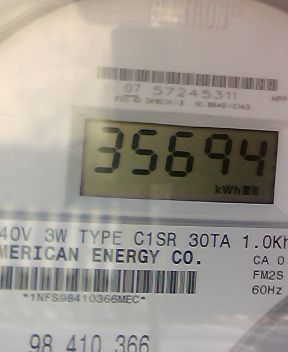 CENTRON®
07 57245311
35694
kWh
40V 3W TYPE C1SR 30TA 1.0Kh
MERICAN ENERGY CO.
CA 0
FM2S
60Hz
*1NFS98410366MEC*
98 410 366